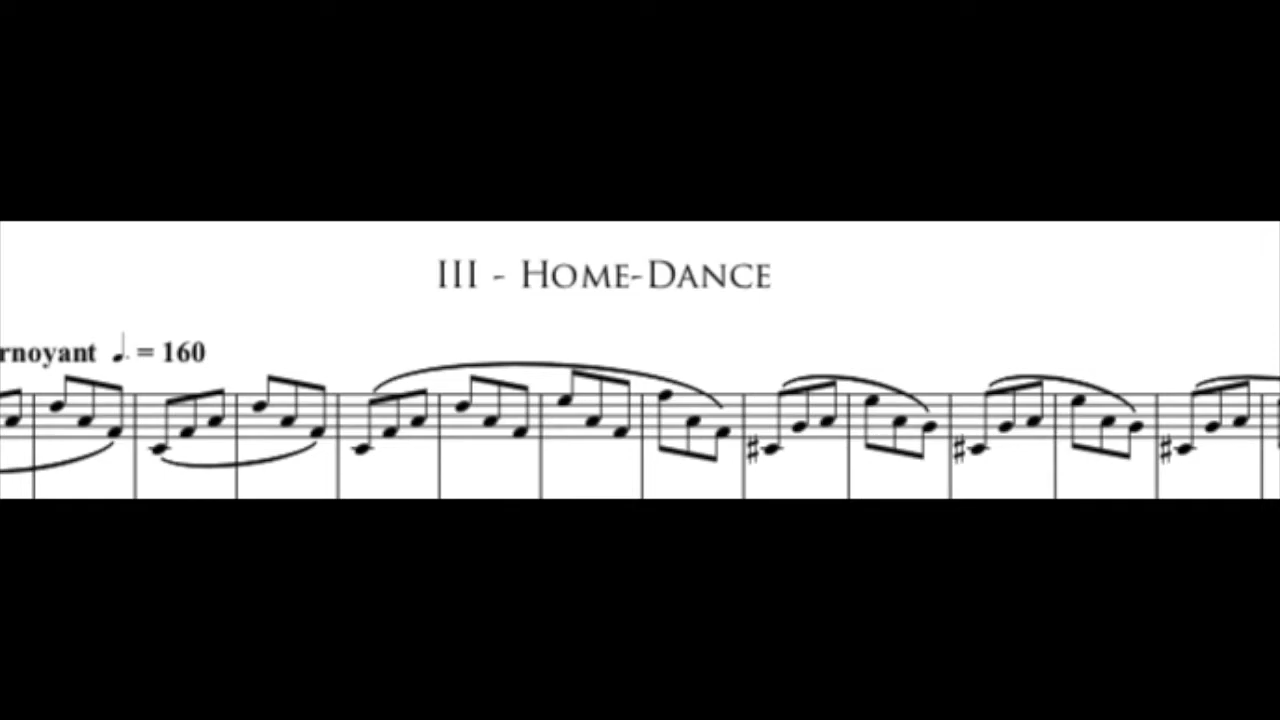 III - HOME-DANCE
rnoyant ♩. = 160